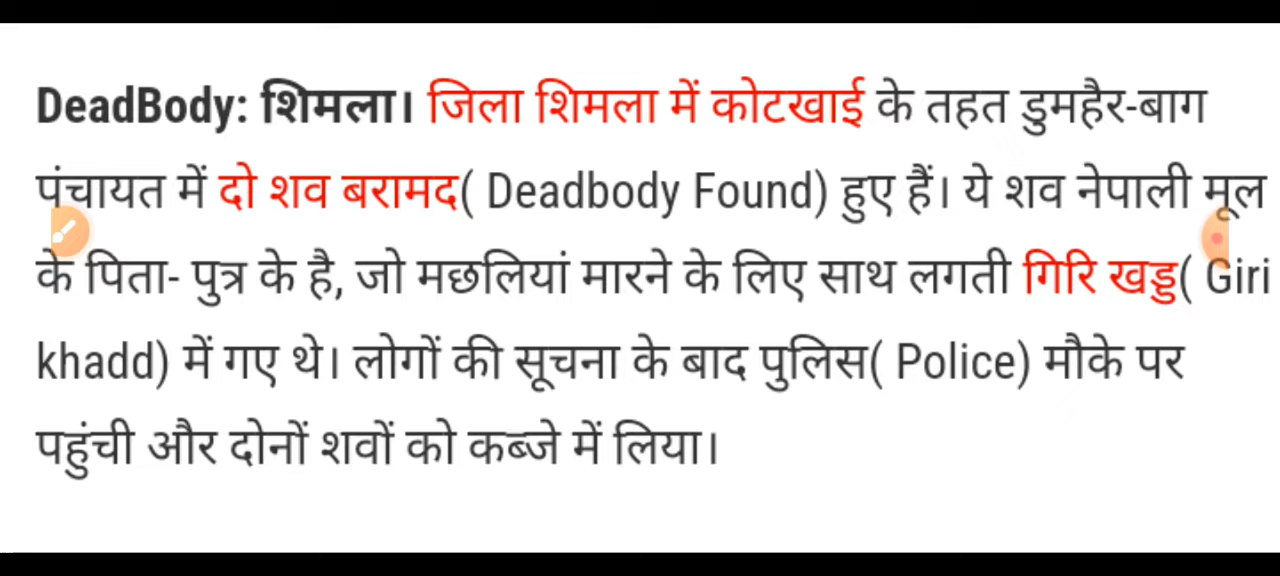 DeadBody: शिमला। जिला शिमला में कोटखाई के तहत डुमहैर-बाग
पंचायत में दो शव बरामद( Deadbody Found) हुए हैं। ये शव नेपाली मूल
के पिता- पुत्र के है, जो मछलियां मारने के लिए साथ लगती गिरि खड्ड( Giri
khadd) में गए थे। लोगों की सूचना के बाद पुलिस( Police) मौके पर
पहुंची और दोनों शवों को कब्जे में लिया।